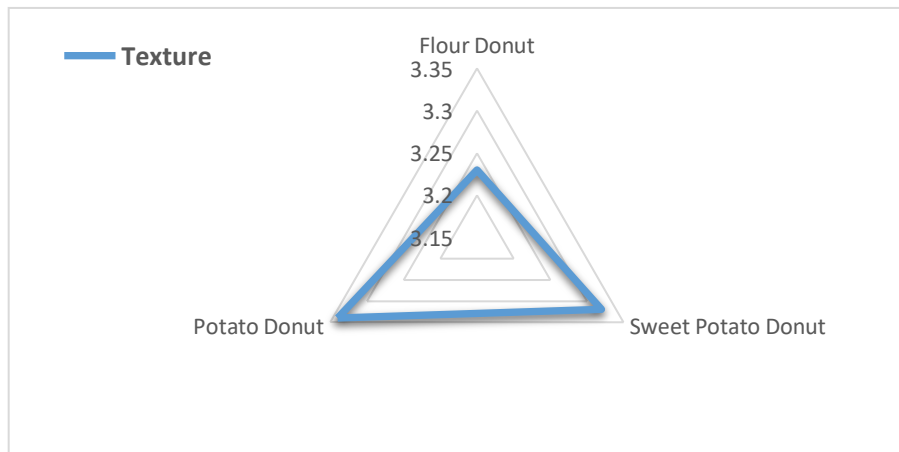 Flour Donut
Texture
3.35
3.3
3.25
3.2
3.15
Potato Donut
Sweet Potato Donut